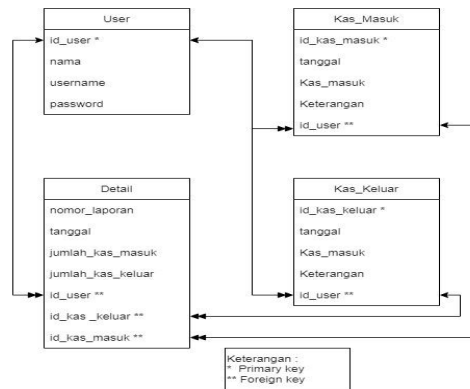 User
id_user *
nama
username
password
Kas_Masuk
id_kas_masuk *
tanggal
Kas_masuk
Keterangan
id_user **
Detail
nomor_laporan
tanggal
jumlah_kas_masuk
jumlah_kas_keluar
id_user **
id_kas _keluar **
id_kas_masuk **
Kas_Keluar
id_kas_keluar *
tanggal
Kas_masuk
Keterangan
id_user **
Keterangan :
* Primary key
** Foreign key